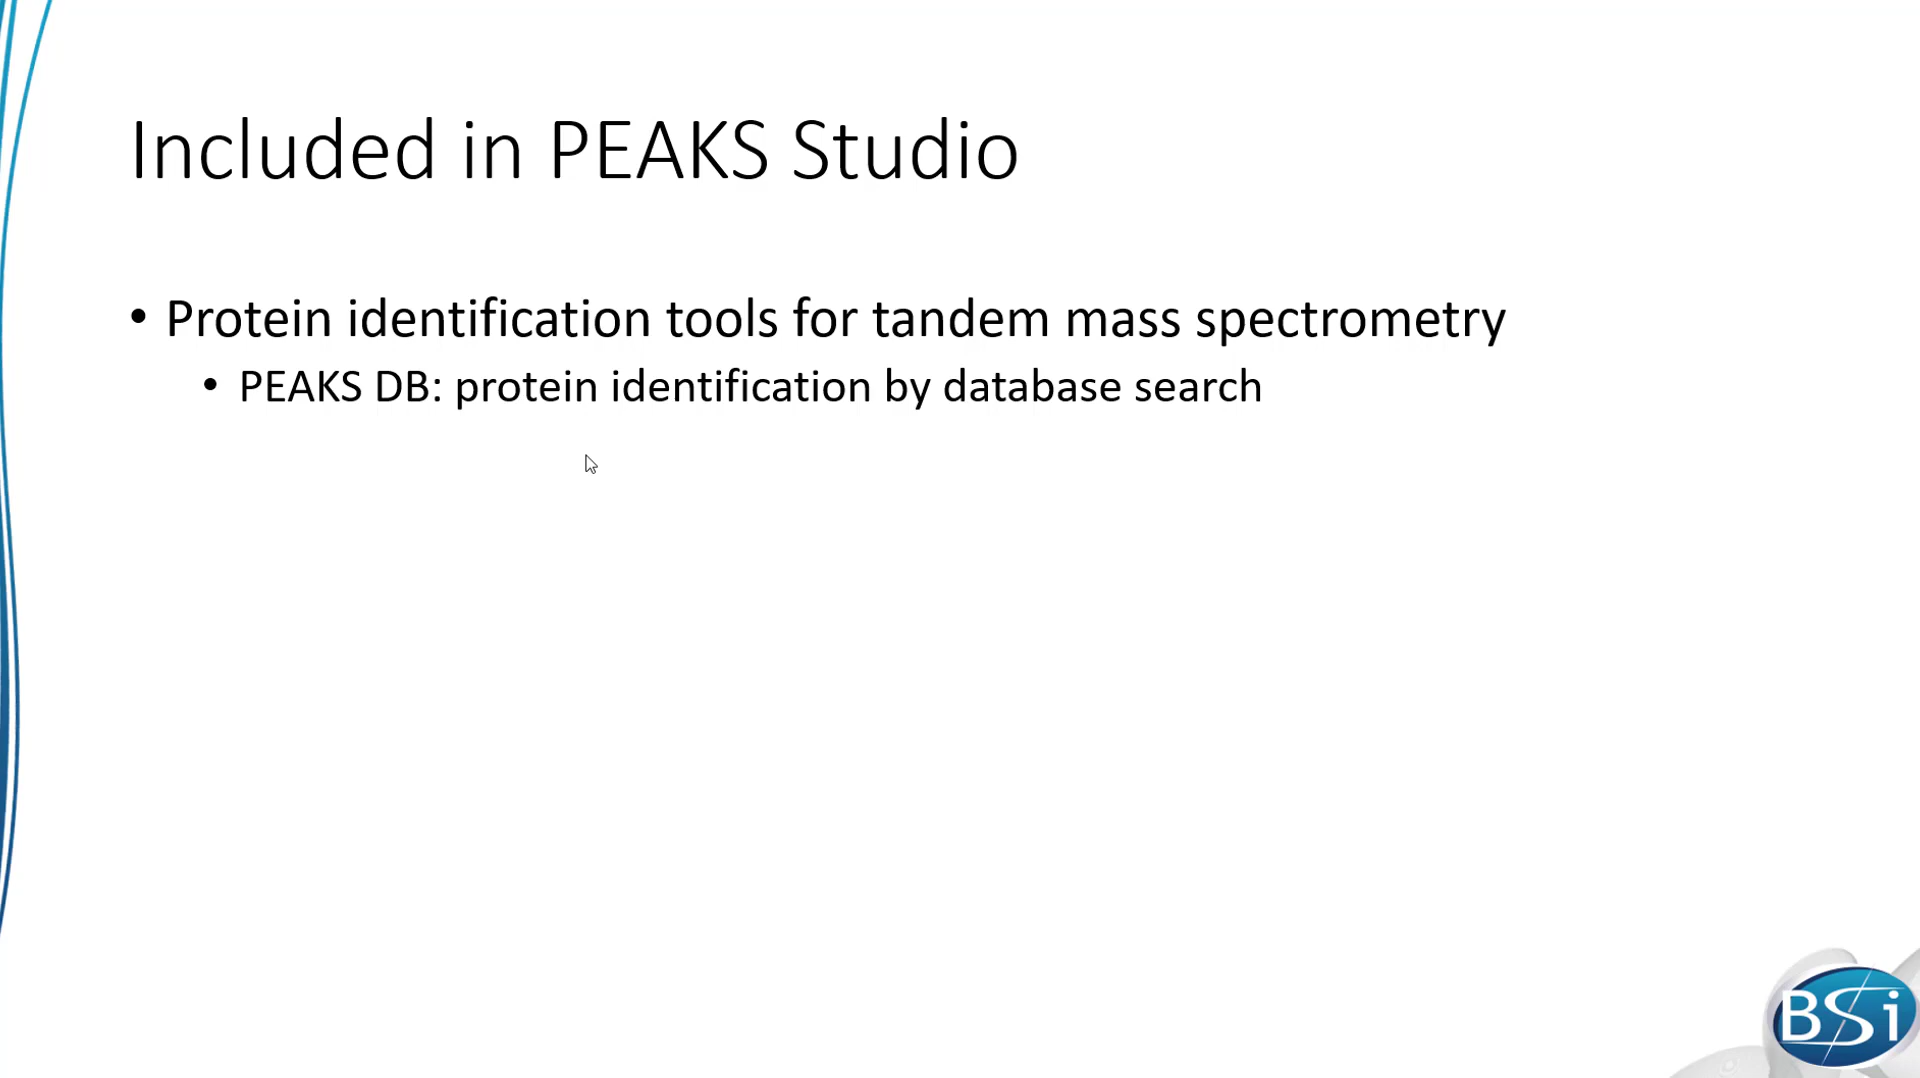 Included in PEAKS Studio
• Protein identification tools for tandem mass spectrometry
• PEAKS DB: protein identification by database search
BSi